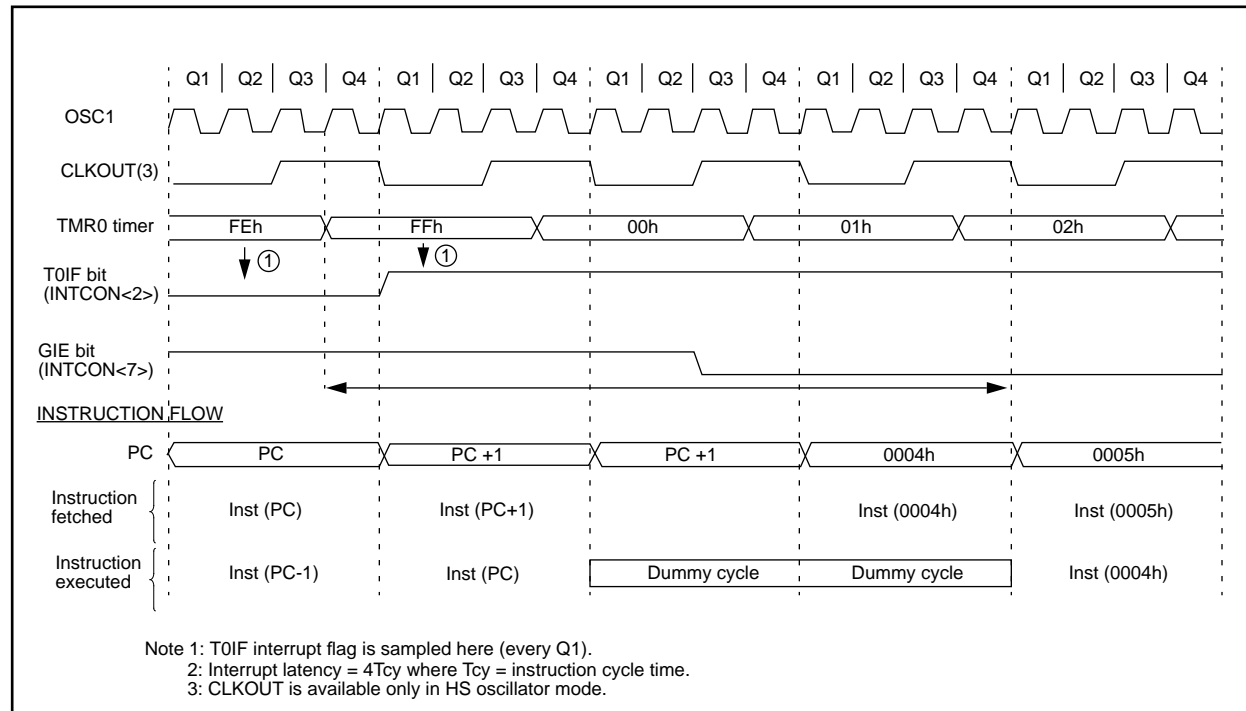 Q1 Q2 Q3 Q4 Q1 Q2 Q3 Q4 Q1 Q2 Q3 Q4 Q1 Q2 Q3 Q4 Q1 Q2 Q3 Q4
OSC1
CLKOUT(3)
TMR0 timer FEh FFh 00h 01h 02h
1 1
T0IF bit
(INTCON<2>)
GIE bit
(INTCON<7>)
INSTRUCTION FLOW
PC PC PC +1 PC +1 0004h 0005h
Instruction
fetched Inst (PC) Inst (PC+1) Inst (0004h) Inst (0005h)
Instruction
executed Inst (PC-1) Inst (PC) Dummy cycle Dummy cycle Inst (0004h)
Note 1: T0IF interrupt flag is sampled here (every Q1).
2: Interrupt latency = 4Tcy where Tcy = instruction cycle time.
3: CLKOUT is available only in HS oscillator mode.